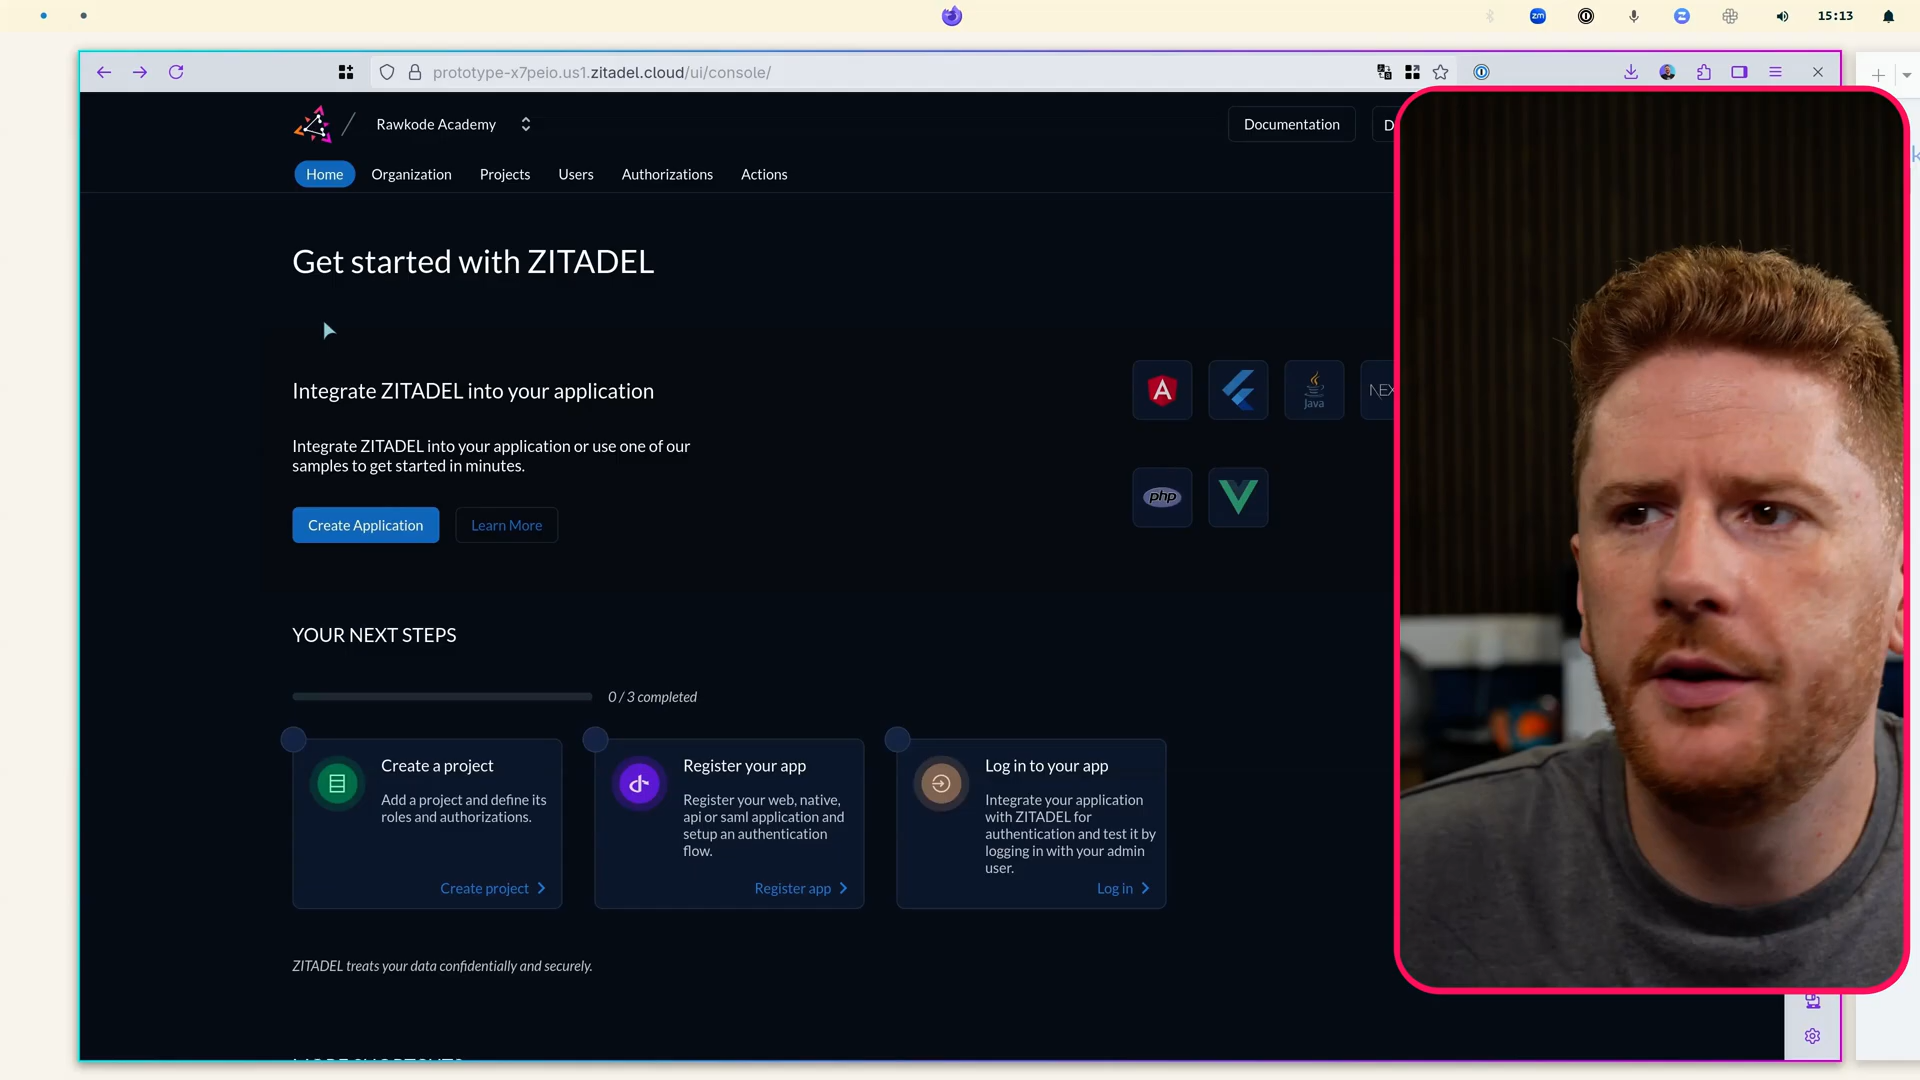 zm
15:13
prototype-x7peio.us1.zitadel.cloud/ui/console/
Rawkode Academy
Documentation
D
Home
Organization
Projects
Users
Authorizations
Actions
Get started with ZITADEL
Integrate ZITADEL into your application
Integrate ZITADEL into your application or use one of our
samples to get started in minutes.
Create Application
Learn More
Java
NEX
php
YOUR NEXT STEPS
0 / 3 completed
Create a project
Add a project and define its
roles and authorizations.
Create project
Register your app
Register your web, native,
api or saml application and
setup an authentication
flow.
Register app
Log in to your app
Integrate your application
with ZITADEL for
authentication and test it by
logging in with your admin
user.
Log in
ZITADEL treats your data confidentially and securely.